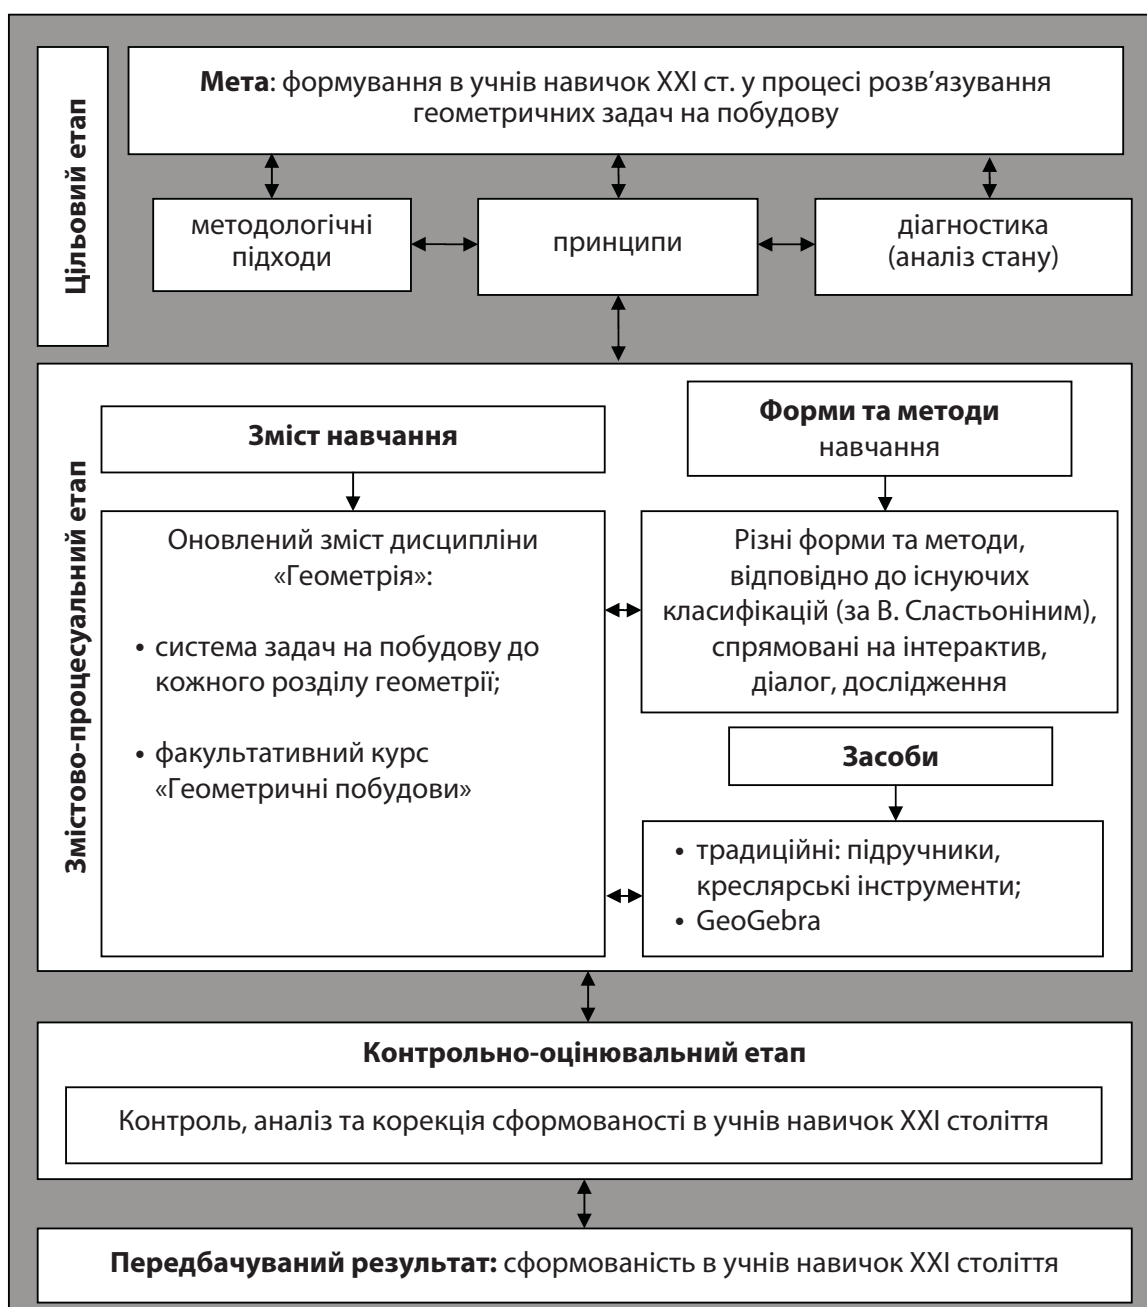 Цільовий етап
Мета: формування в учнів навичок XXI ст. у процесі розв’язування
геометричних задач на побудову
методологічні
підходи
принципи
діагностика
(аналіз стану)
Змістово-процесуальний етап
Зміст навчання
Оновлений зміст дисципліни
«Геометрія»:
• система задач на побудову до
кожного розділу геометрії;
• факультативний курс
«Геометричні побудови»
Форми та методи
навчання
Різні форми та методи,
відповідно до існуючих
класифікацій (за В. Сластьоніним),
спрямовані на інтерактив,
діалог, дослідження
Засоби
• традиційні: підручники,
креслярські інструменти;
• GeoGebra
Контрольно-оцінювальний етап
Контроль, аналіз та корекція сформованості в учнів навичок XXI століття
Передбачуваний результат: сформованість в учнів навичок XXI століття